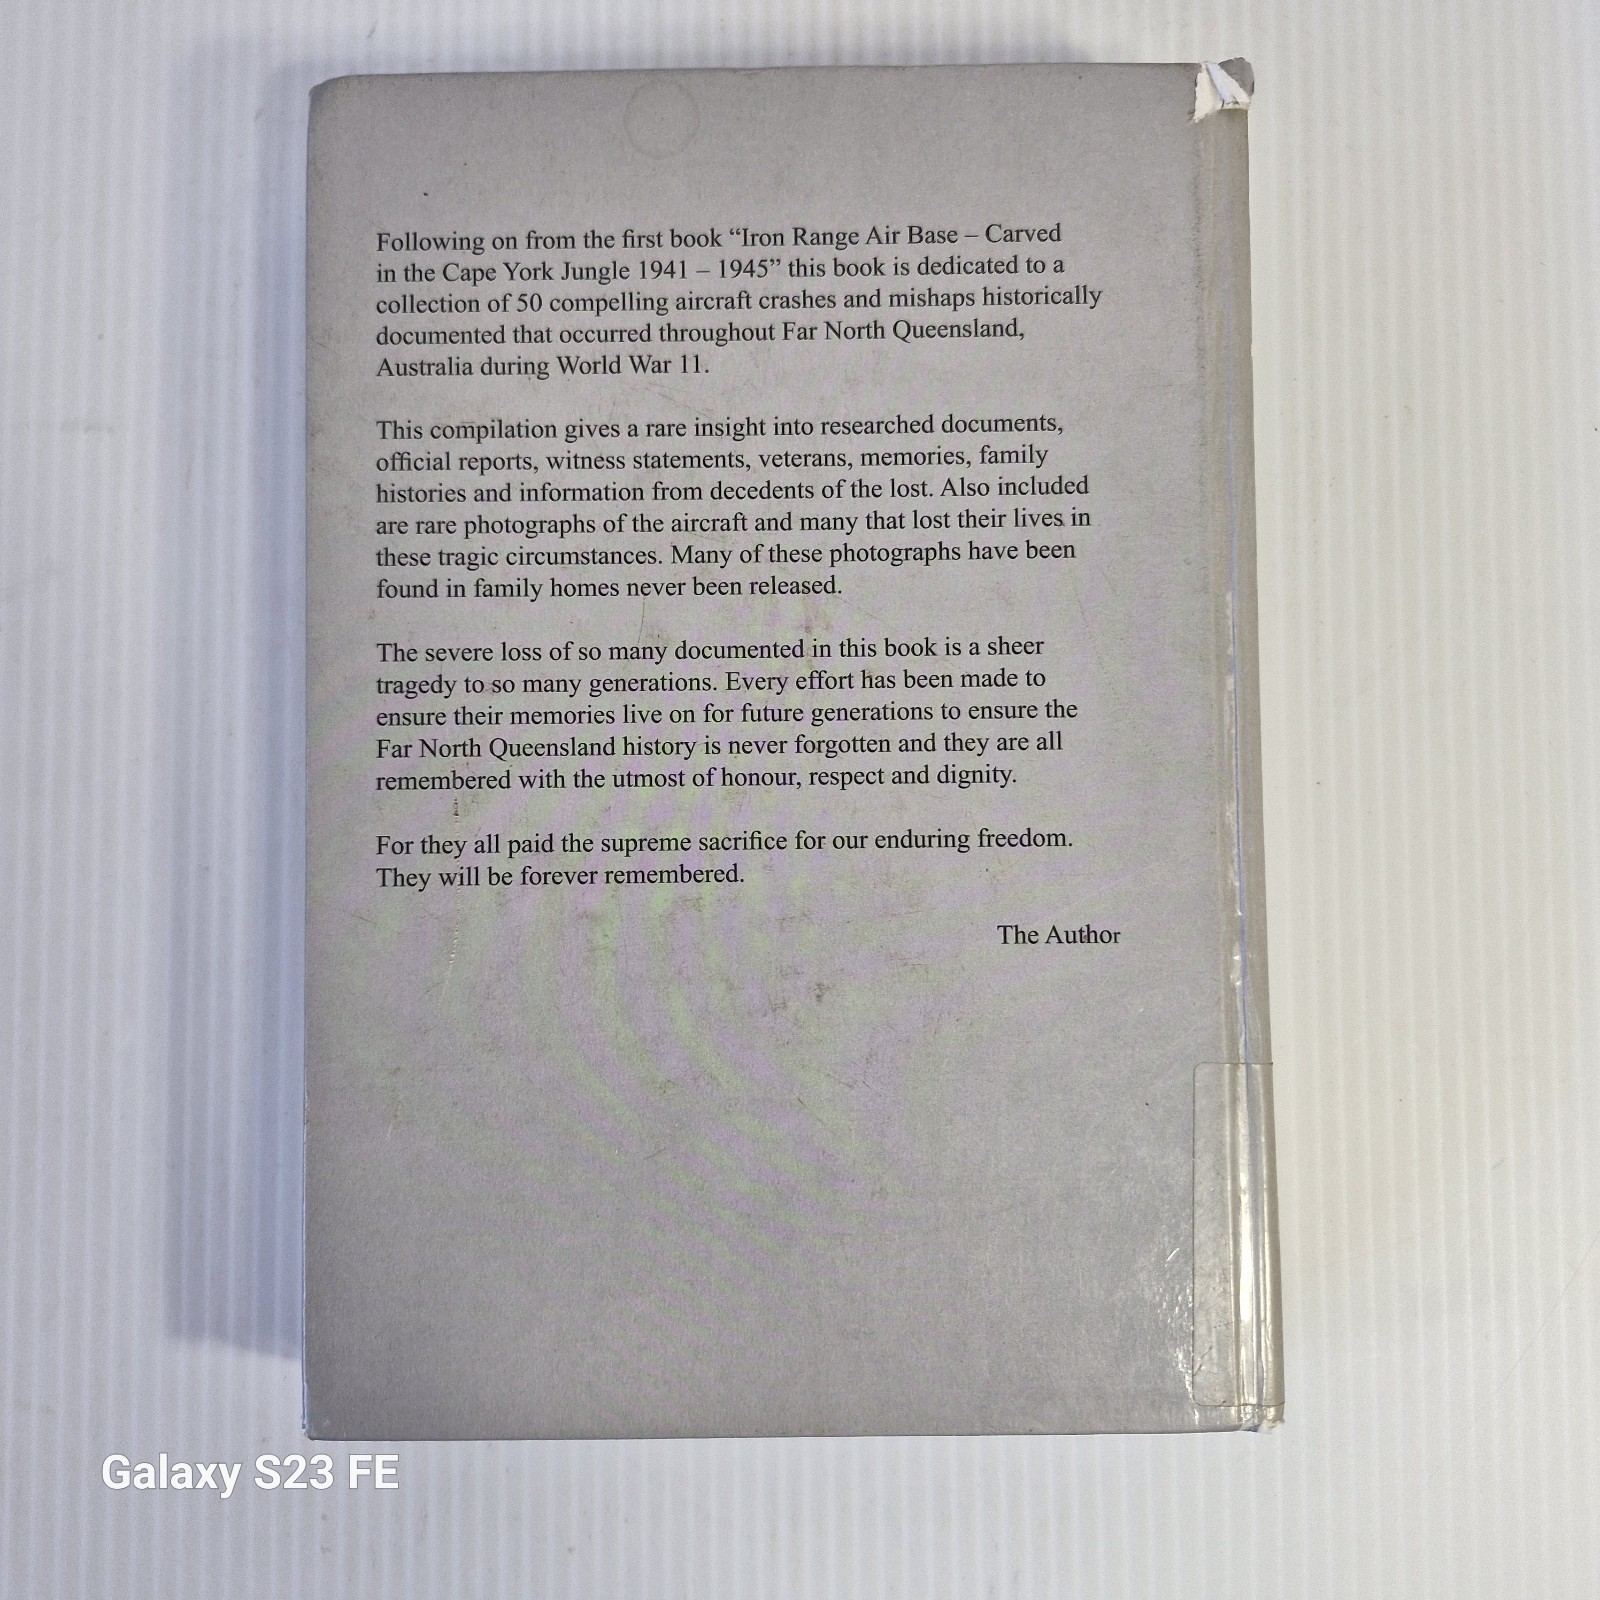 Following on from the first book “Iron Range Air Base – Carved
in the Cape York Jungle 1941 – 1945” this book is dedicated to a
collection of 50 compelling aircraft crashes and mishaps historically
documented that occurred throughout Far North Queensland,
Australia during World War 11.
This compilation gives a rare insight into researched documents,
official reports, witness statements, veterans, memories, family
histories and information from decedents of the lost. Also included
are rare photographs of the aircraft and many that lost their lives in
these tragic circumstances. Many of these photographs have been
found in family homes never been released.
The severe loss of so many documented in this book is a sheer
tragedy to so many generations. Every effort has been made to
ensure their memories live on for future generations to ensure the
Far North Queensland history is never forgotten and they are all
remembered with the utmost of honour, respect and dignity.
For they all paid the supreme sacrifice for our enduring freedom.
They will be forever remembered.
The Author
Galaxy S23 FE